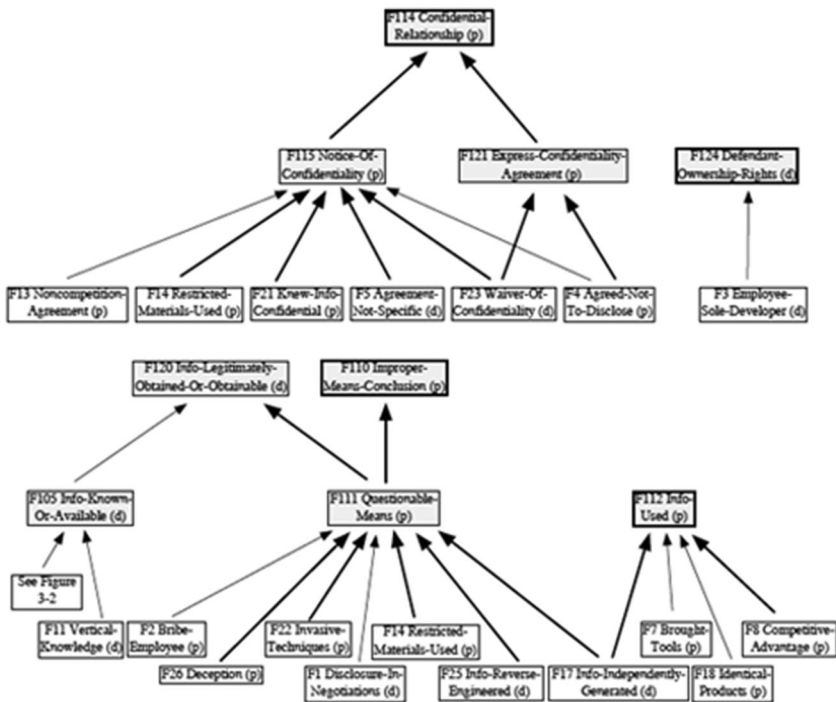 F114 Confidential-
Relationship (p)
F115 Notice-Of-
Confidentiality (p)
F121 Express-Confidentiality-
Agreement (p)
F124 Defendant-
Ownership-Rights (d)
F13 Noncompetition-
Agreement (p)
F14 Restricted-
Materials-Used (p)
F21 Knew-Info-
Confidential (p)
F5 Agreement-
Not-Specific (d)
F23 Waiver-Of-
Confidentiality (d)
F4 Agreed-Not-
To-Disclose (p)
F3 Employee-
Sole-Developer (d)
F120 Info-Legitimately-
Obtained-Or-Obtainable (d)
F110 Improper-
Means-Conclusion (p)
F105 Info-Known-
Or-Available (d)
F111 Questionable-
Means (p)
F112 Info-
Used (p)
See Figure
3-2
F11 Vertical-
Knowledge (d)
F2 Bribe-
Employee (p)
F26 Deception (p)
F22 Invasive-
Techniques (p)
F1 Disclosure-In-
Negotiations (d)
F14 Restricted-
Materials-Used (p)
F25 Info-Reverse-
Engineered (d)
F17 Info-Independently-
Generated (d)
F7 Brought-
Tools (p)
F18 Identical-
Products (p)
F8 Competitive-
Advantage (p)